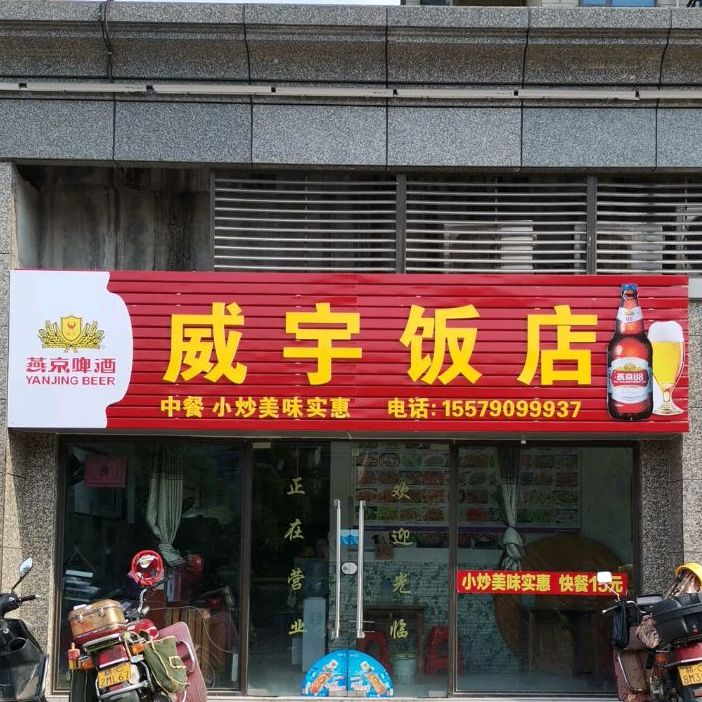 威宇饭店
燕京啤酒
YANJING BEER
中餐 小炒美味实惠 电话: 15579099937
燕京U8
正在营业
欢迎光临
小炒美味实惠 快餐15元